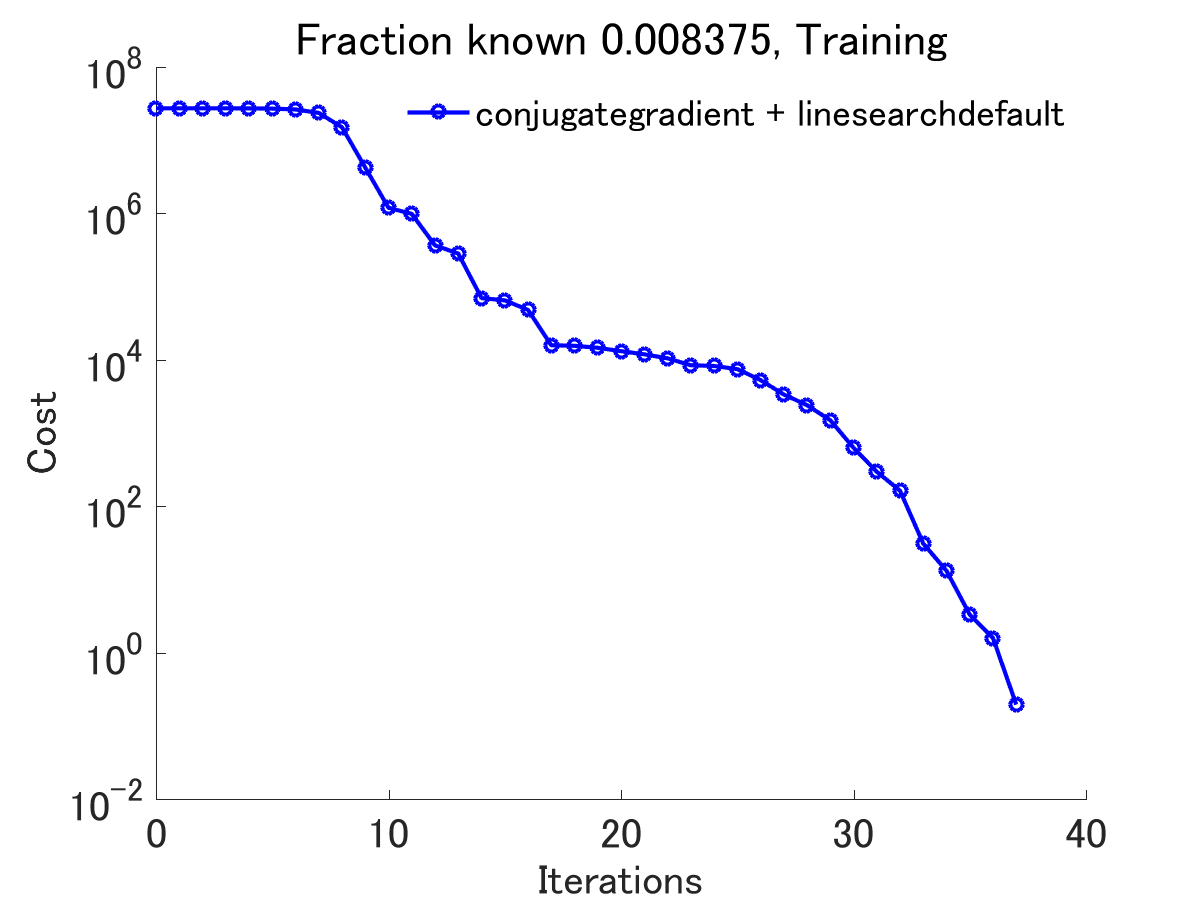 Fraction known 0.008375, Training
conjugategradient + linesearchdefault
10^8
10^6
10^4
10^2
10^0
10^-2
Cost
0 10 20 30 40
Iterations